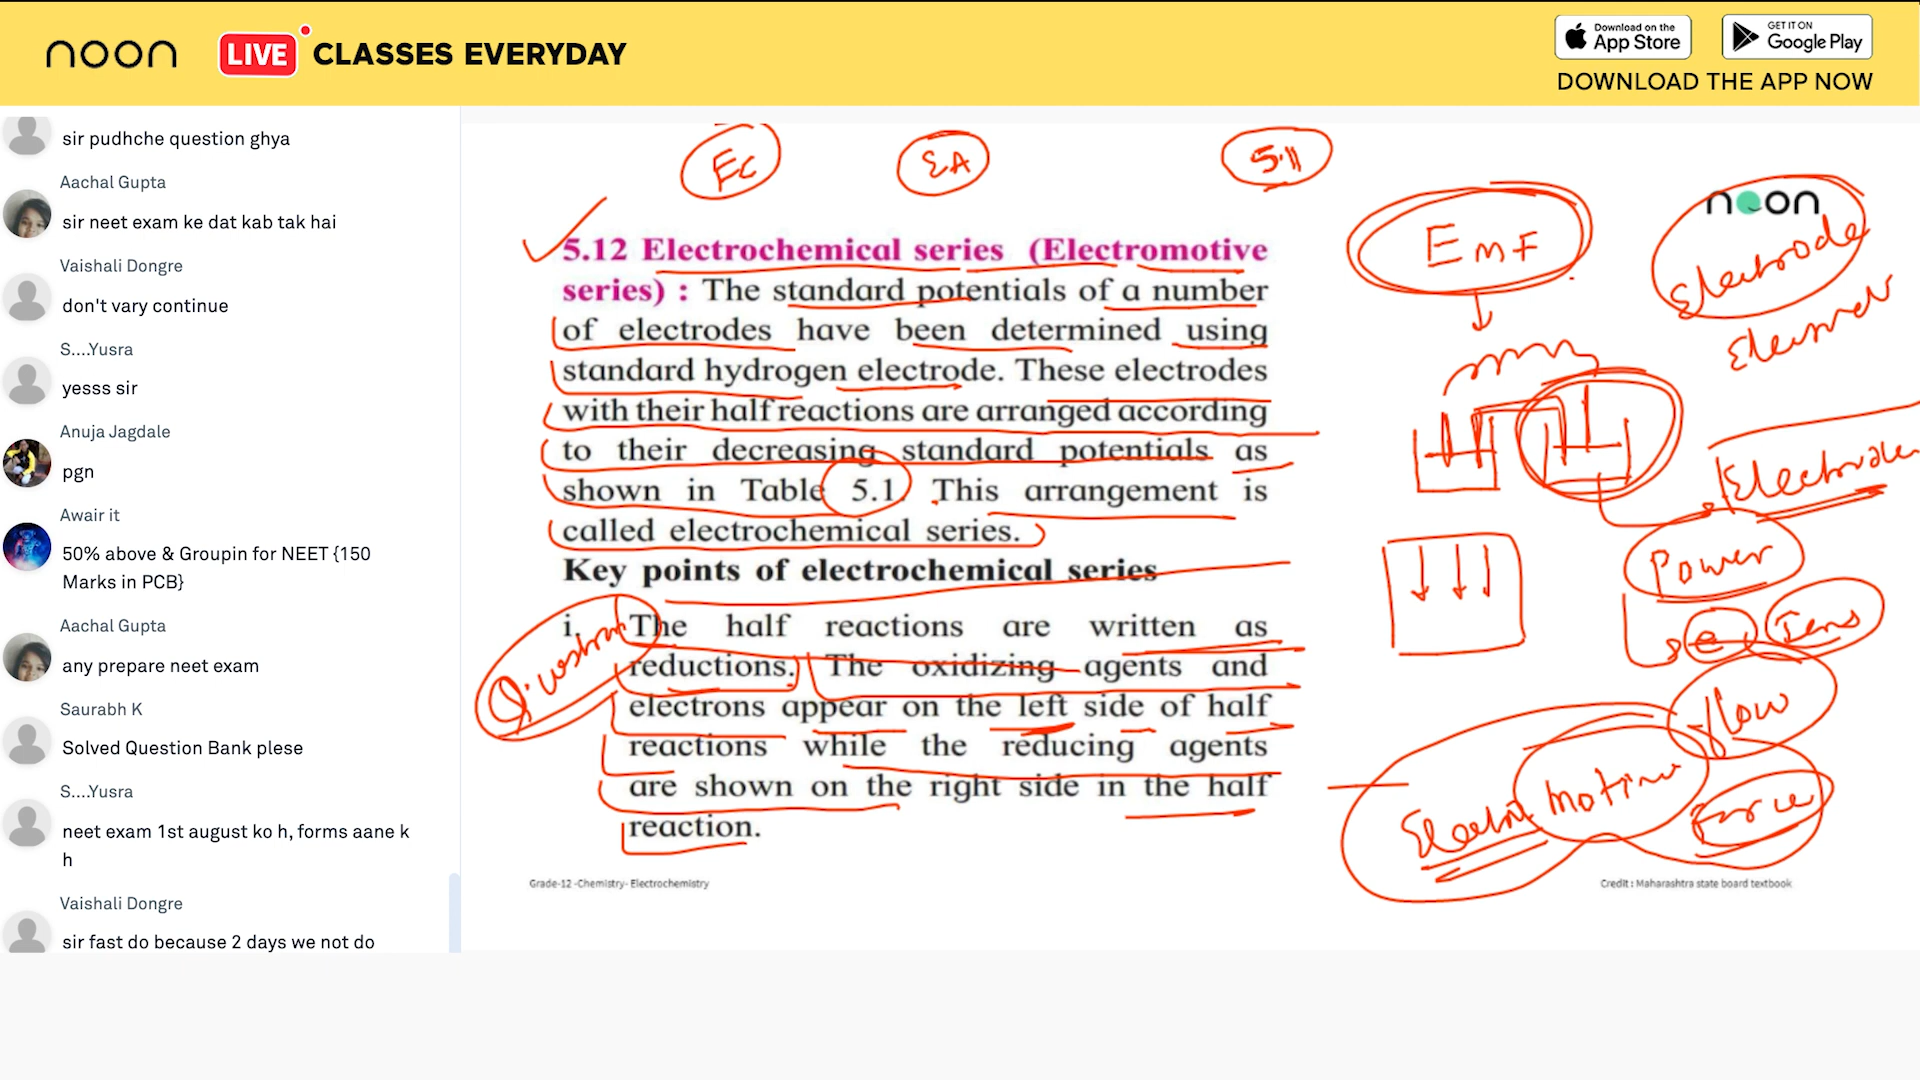 noon LIVE CLASSES EVERYDAY
Download on the App Store
GET IT ON Google Play
DOWNLOAD THE APP NOW
sir pudhche question ghya
Aachal Gupta
sir neet exam ke dat kab tak hai
Vaishali Dongre
don't vary continue
S....Yusra
yesss sir
Anuja Jagdale
pgn
Awair it
50% above & Groupin for NEET {150
Marks in PCB}
Aachal Gupta
any prepare neet exam
Saurabh K
Solved Question Bank plese
S....Yusra
neet exam 1st august ko h, forms aane k
h
Vaishali Dongre
sir fast do because 2 days we not do
Ec
EA
5.11
5.12 Electrochemical series (Electromotive
series) : The standard potentials of a number
of electrodes have been determined using
standard hydrogen electrode. These electrodes
with their half reactions are arranged according
to their decreasing standard potentials as
shown in Table 5.1. This arrangement is
called electrochemical series.
Key points of electrochemical series
i. The half reactions are written as
reductions. The oxidizing agents and
electrons appear on the left side of half
reactions while the reducing agents
are shown on the right side in the half
reaction.
noon
EMF
Electrode
Power
e
flow
Motive
Force
Grade-12 -Chemistry- Electrochemistry
Credit : Maharashtra state board textbook